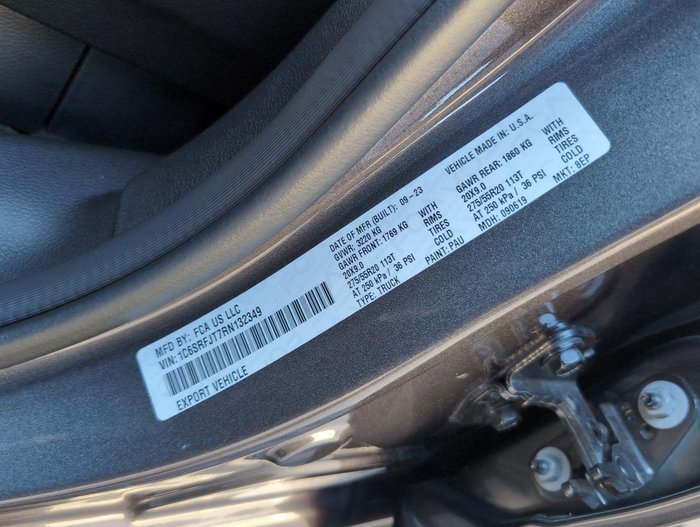 MFD BY: FCA US LLC
VIN: 1C6SRFJT7RN132349
EXPORT VEHICLE
DATE OF MFR (BUILT): 09-23
GVWR: 3220 KG
GAWR FRONT: 1769 KG WITH
20X9.0 RIMS
275/55R20 113T TIRES
AT 250 kPa / 36 PSI COLD
TYPE: TRUCK PAINT: PAU
VEHICLE MADE IN: U.S.A.
GAWR REAR: 1860 KG WITH
20X9.0 RIMS
275/55R20 113T TIRES
AT 250 kPa / 36 PSI COLD
MDH: 090619 MKT: 8EP